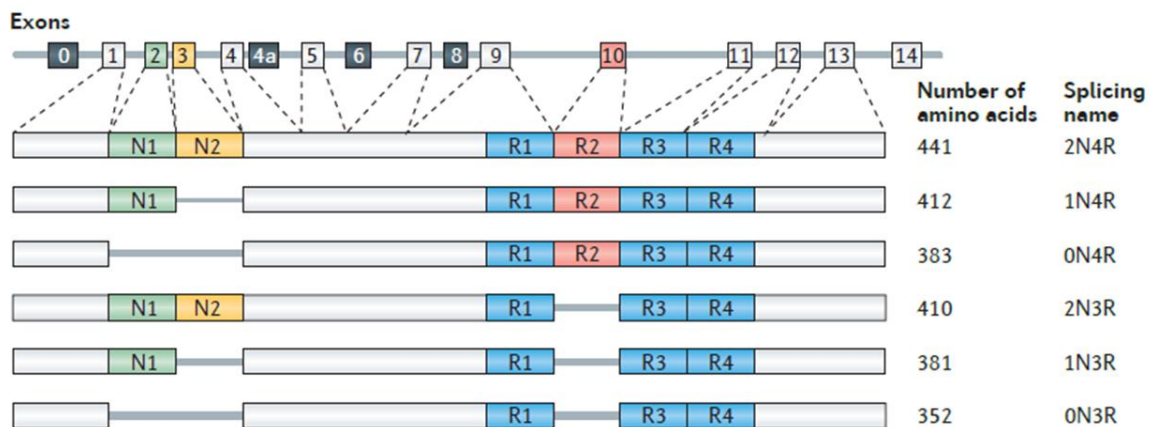 Exons
0 1 2 3 4 4a 5 6 7 8 9 10 11 12 13 14
Number of amino acids Splicing name
N1 N2 R1 R2 R3 R4 441 2N4R
N1 R1 R2 R3 R4 412 1N4R
R1 R2 R3 R4 383 0N4R
N1 N2 R1 R3 R4 410 2N3R
N1 R1 R3 R4 381 1N3R
R1 R3 R4 352 0N3R